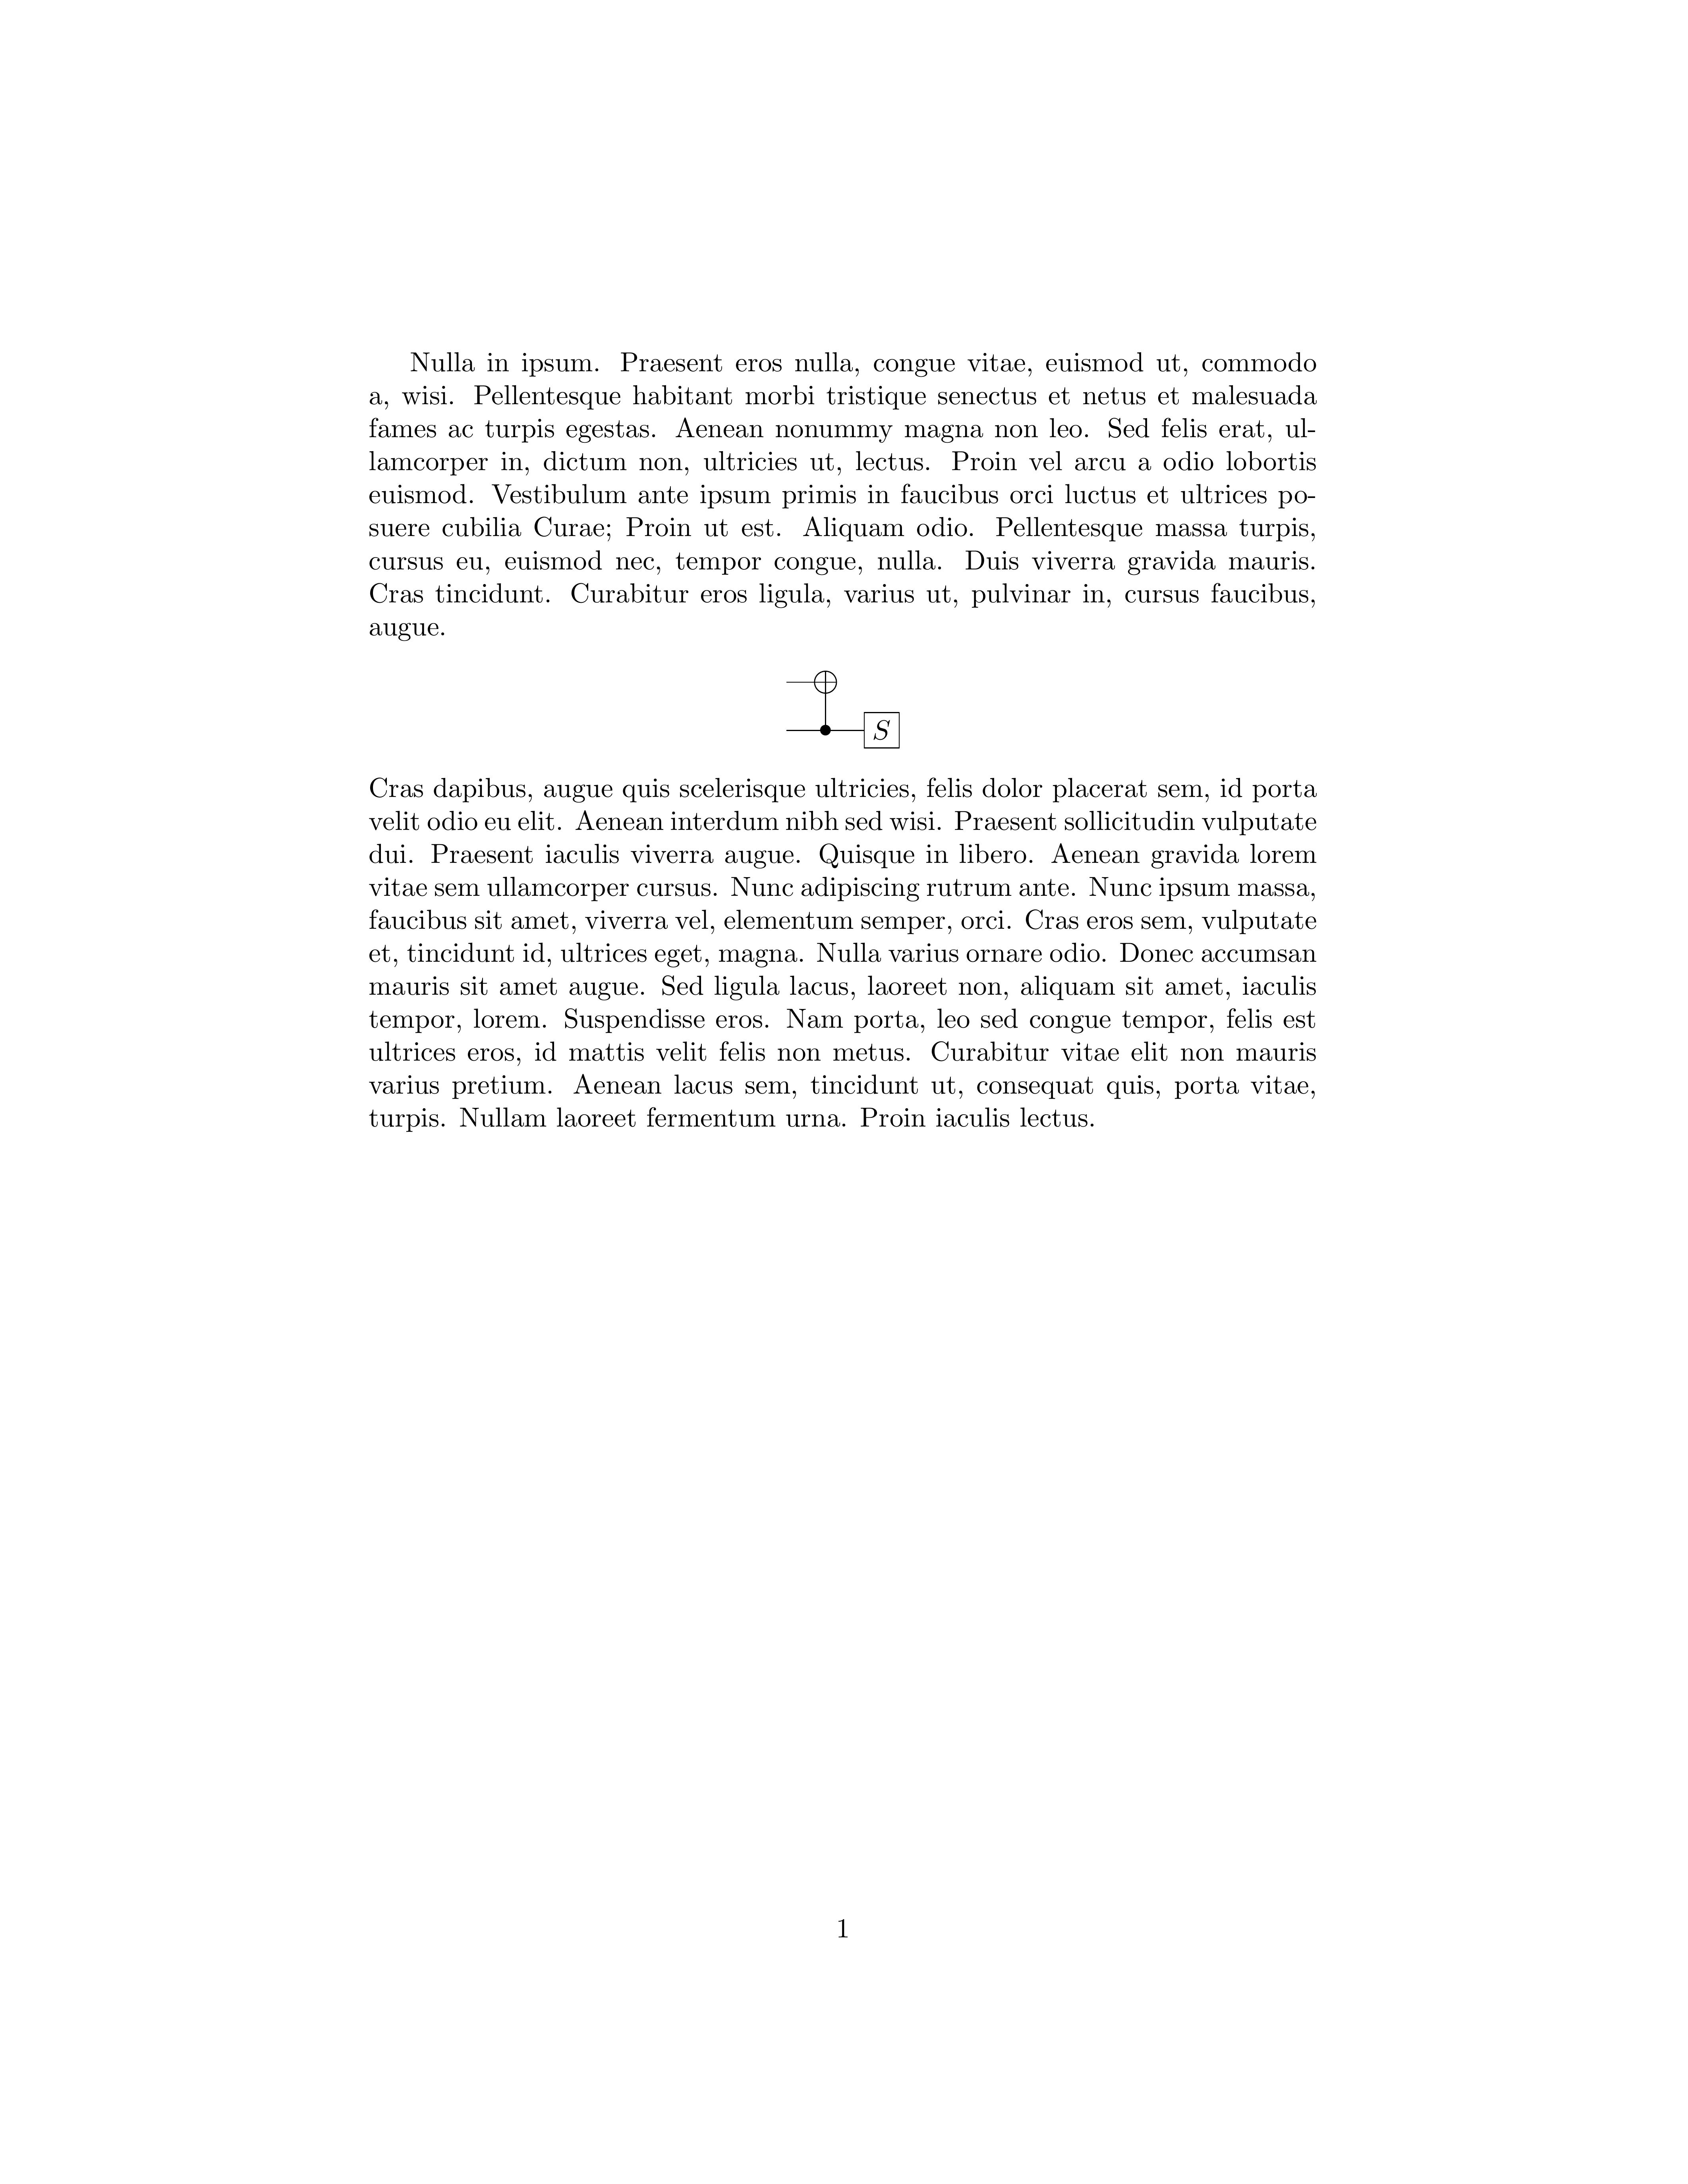 Nulla in ipsum. Praesent eros nulla, congue vitae, euismod ut, commodo
a, wisi. Pellentesque habitant morbi tristique senectus et netus et malesuada
fames ac turpis egestas. Aenean nonummy magna non leo. Sed felis erat, ul-
lamcorper in, dictum non, ultricies ut, lectus. Proin vel arcu a odio lobortis
euismod. Vestibulum ante ipsum primis in faucibus orci luctus et ultrices po-
suere cubilia Curae; Proin ut est. Aliquam odio. Pellentesque massa turpis,
cursus eu, euismod nec, tempor congue, nulla. Duis viverra gravida mauris.
Cras tincidunt. Curabitur eros ligula, varius ut, pulvinar in, cursus faucibus,
augue.
S
Cras dapibus, augue quis scelerisque ultricies, felis dolor placerat sem, id porta
velit odio eu elit. Aenean interdum nibh sed wisi. Praesent sollicitudin vulputate
dui. Praesent iaculis viverra augue. Quisque in libero. Aenean gravida lorem
vitae sem ullamcorper cursus. Nunc adipiscing rutrum ante. Nunc ipsum massa,
faucibus sit amet, viverra vel, elementum semper, orci. Cras eros sem, vulputate
et, tincidunt id, ultrices eget, magna. Nulla varius ornare odio. Donec accumsan
mauris sit amet augue. Sed ligula lacus, laoreet non, aliquam sit amet, iaculis
tempor, lorem. Suspendisse eros. Nam porta, leo sed congue tempor, felis est
ultrices eros, id mattis velit felis non metus. Curabitur vitae elit non mauris
varius pretium. Aenean lacus sem, tincidunt ut, consequat quis, porta vitae,
turpis. Nullam laoreet fermentum urna. Proin iaculis lectus.
1